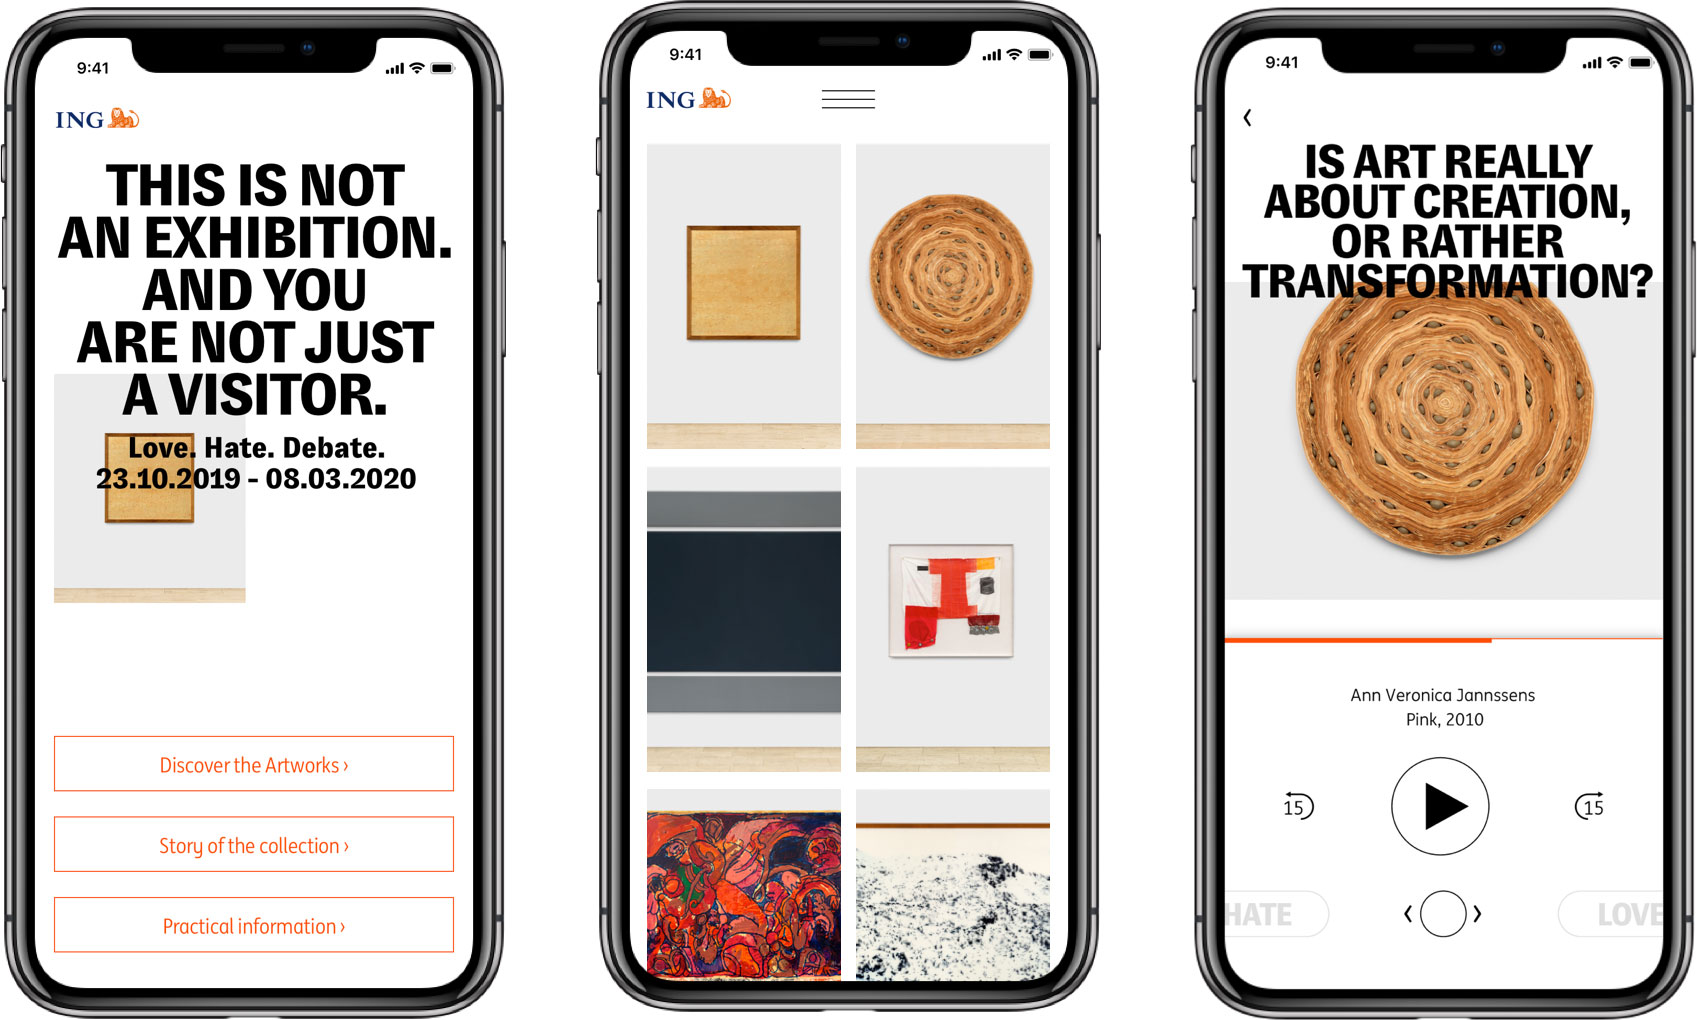 9:41
ING
THIS IS NOT
AN EXHIBITION.
AND YOU
ARE NOT JUST
A VISITOR.
Love. Hate. Debate.
23.10.2019 - 08.03.2020
Discover the Artworks ›
Story of the collection ›
Practical information ›
9:41
ING
9:41
IS ART REALLY
ABOUT CREATION,
OR RATHER
TRANSFORMATION?
Ann Veronica Jannssens
Pink, 2010
15
15
HATE
LOVE